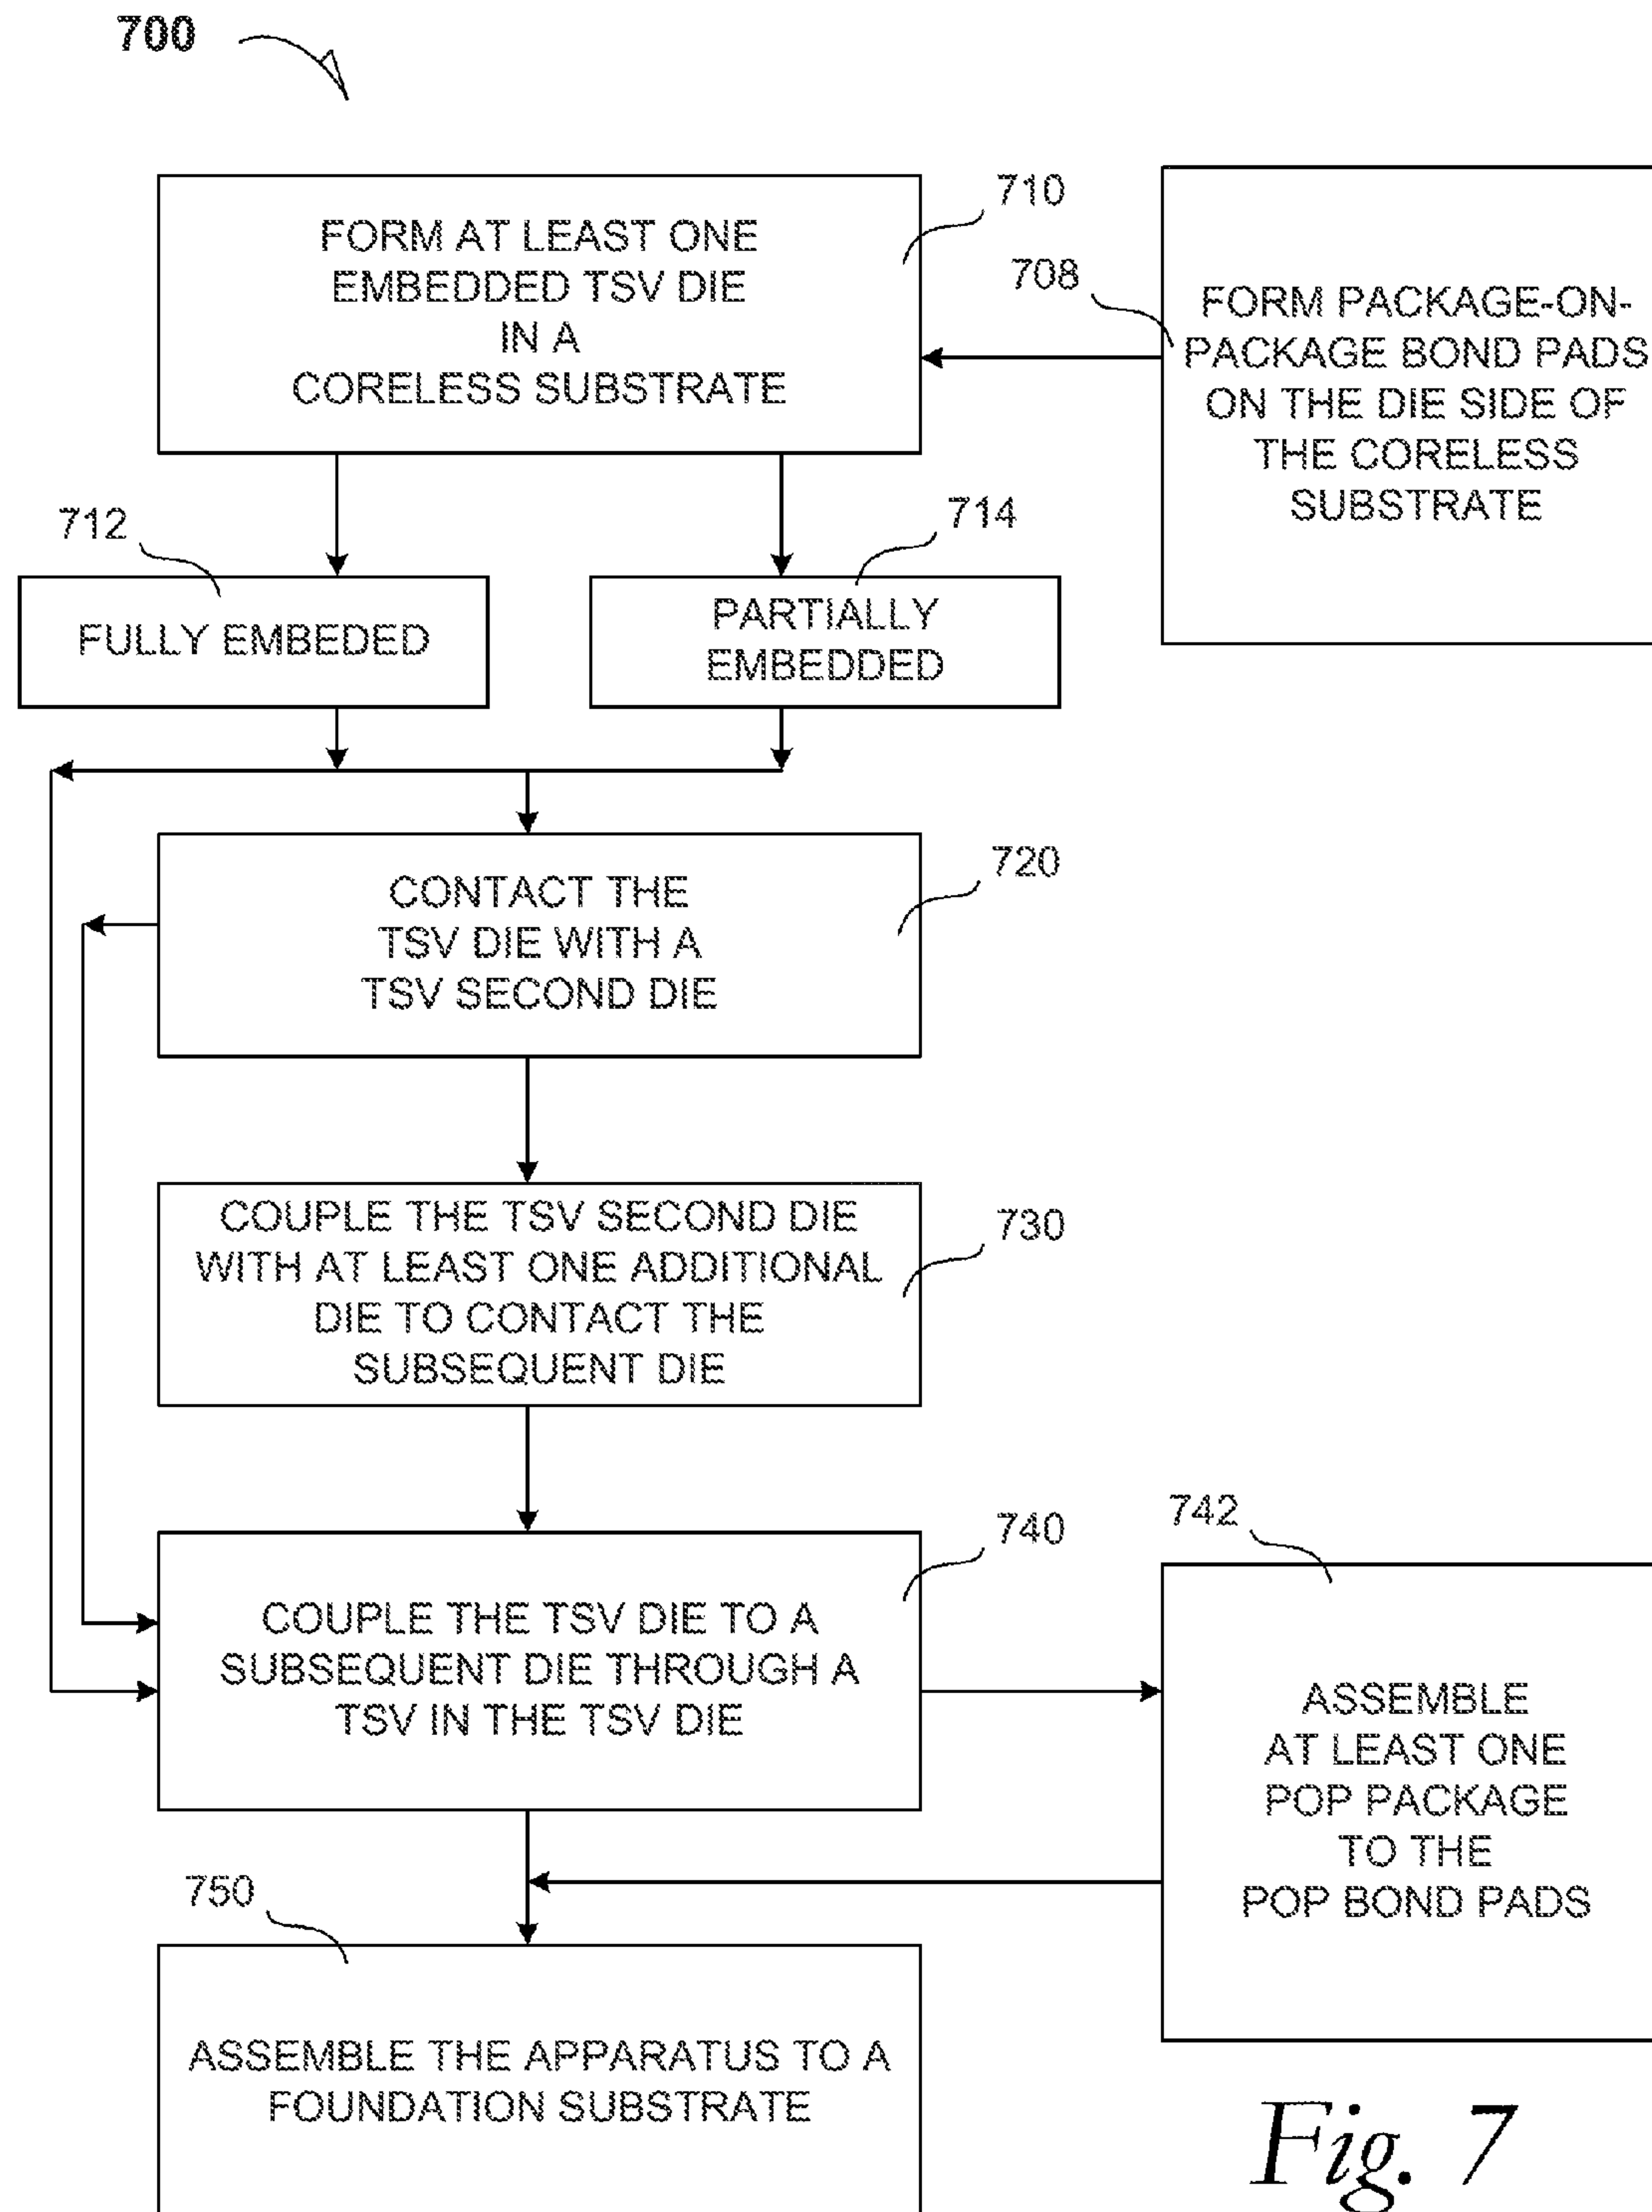 700
710
FORM AT LEAST ONE
EMBEDDED TSV DIE
IN A
CORELESS SUBSTRATE
708
FORM PACKAGE-ON-
PACKAGE BOND PADS
ON THE DIE SIDE OF
THE CORELESS
SUBSTRATE
712
FULLY EMBEDED
714
PARTIALLY
EMBEDDED
720
CONTACT THE
TSV DIE WITH A
TSV SECOND DIE
730
COUPLE THE TSV SECOND DIE
WITH AT LEAST ONE ADDITIONAL
DIE TO CONTACT THE
SUBSEQUENT DIE
740
COUPLE THE TSV DIE TO A
SUBSEQUENT DIE THROUGH A
TSV IN THE TSV DIE
742
ASSEMBLE
AT LEAST ONE
POP PACKAGE
TO THE
POP BOND PADS
750
ASSEMBLE THE APPARATUS TO A
FOUNDATION SUBSTRATE
Fig. 7